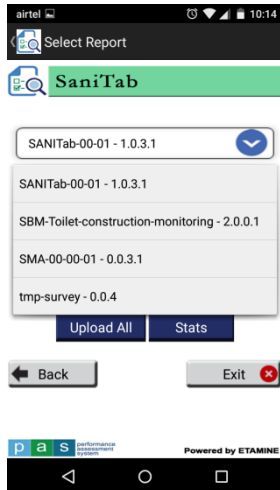 airtel 10:14
Select Report
SaniTab
SANITab-00-01 - 1.0.3.1
SANITab-00-01 - 1.0.3.1
SBM-Toilet-construction-monitoring - 2.0.0.1
SMA-00-00-01 - 0.0.3.1
tmp-survey - 0.0.4
Upload All Stats
Back Exit
p a s performance assessment system Powered by ETAMINE